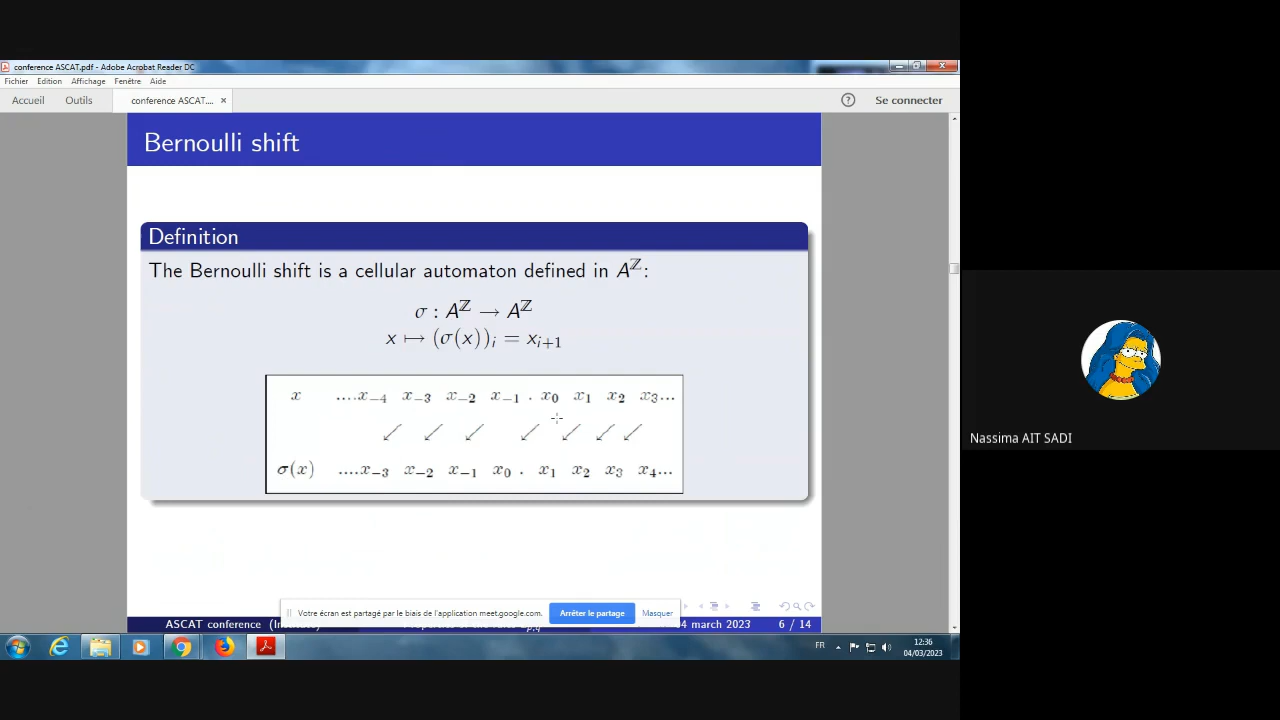 conference ASCAT.pdf - Adobe Acrobat Reader DC
Fichier Edition Affichage Fenêtre Aide
Accueil Outils conference ASCAT.... × ? Se connecter
Bernoulli shift
Definition
The Bernoulli shift is a cellular automaton defined in A^ℤ:
σ : A^ℤ → A^ℤ
x ↦ (σ(x))_i = x_{i+1}
x ....x_{-4} x_{-3} x_{-2} x_{-1} . x_0 x_1 x_2 x_3...
σ(x) ....x_{-3} x_{-2} x_{-1} x_0 . x_1 x_2 x_3 x_4...
Nassima AIT SADI
Votre écran est partagé par le biais de l'application meet.google.com. Arrêter le partage Masquer
ASCAT conference 4 march 2023 6 / 14
FR 12:36
04/03/2023